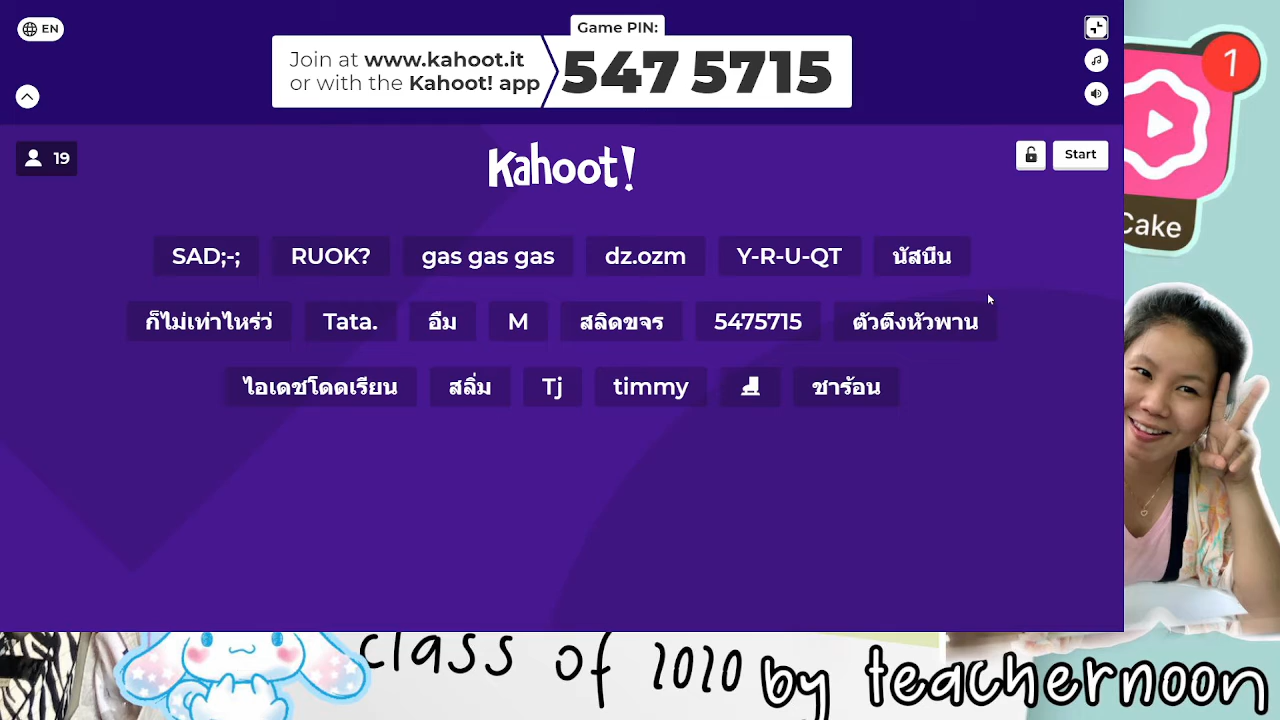 EN
Game PIN:
Join at www.kahoot.it
or with the Kahoot! app
547 5715
19
Kahoot!
Start
SAD;-; RUOK? gas gas gas dz.ozm Y-R-U-QT นัสนึน
ก็ไม่เท่าไหร่ว่ Tata. อืม M สลิดขจร 5475715 ตัวตึงหัวพาน
ไอเดชโดดเรียน สลิ่ม Tj timmy ชาร้อน
1
Cake
class of 2020 by teachernoon